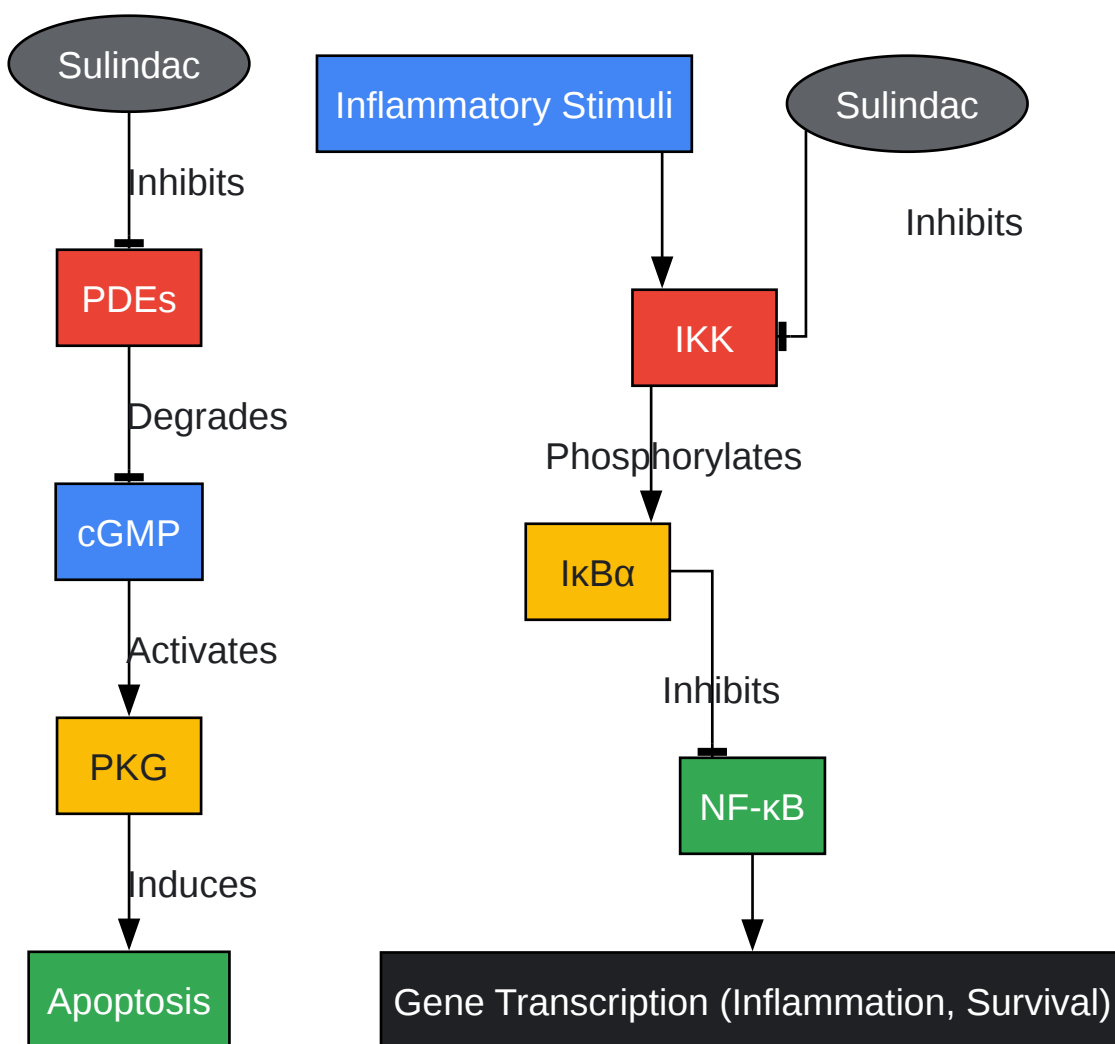 Sulindac
Inhibits
PDEs
Degrades
cGMP
Activates
PKG
Induces
Apoptosis
Inflammatory Stimuli
Sulindac
Inhibits
IKK
Phosphorylates
IκBα
Inhibits
NF-κB
Gene Transcription (Inflammation, Survival)